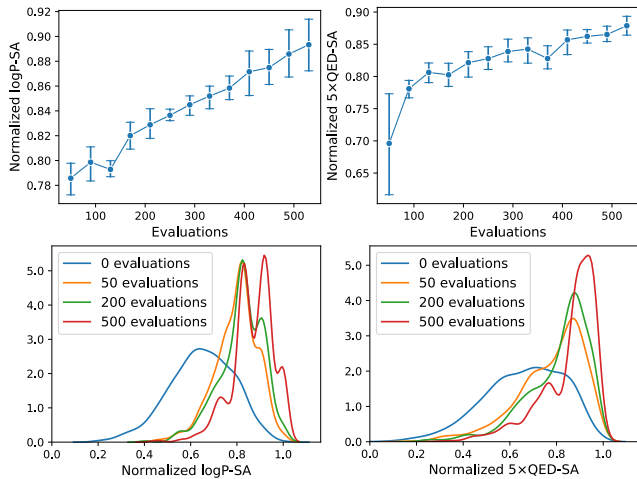 Normalized logP-SA
0.92
0.90
0.88
0.86
0.84
0.82
0.80
0.78
100 200 300 400 500
Evaluations
Normalized 5×QED-SA
0.90
0.85
0.80
0.75
0.70
0.65
100 200 300 400 500
Evaluations
5.0
4.0
3.0
2.0
1.0
0.0
0 evaluations
50 evaluations
200 evaluations
500 evaluations
0.0 0.2 0.4 0.6 0.8 1.0
Normalized logP-SA
5.0
4.0
3.0
2.0
1.0
0.0
0 evaluations
50 evaluations
200 evaluations
500 evaluations
0.0 0.2 0.4 0.6 0.8 1.0
Normalized 5×QED-SA